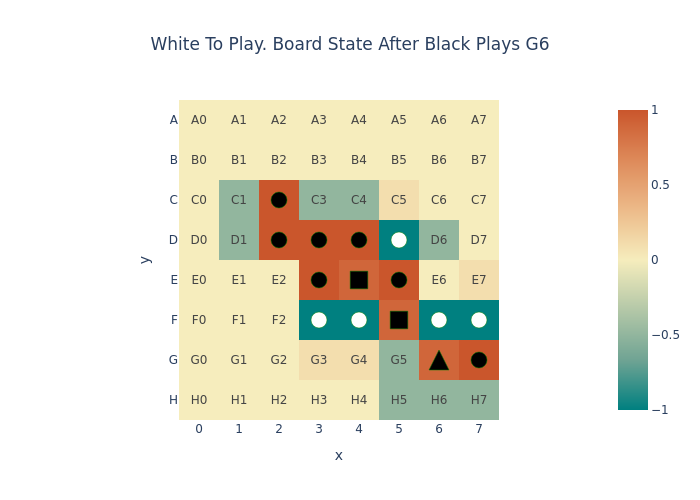 White To Play. Board State After Black Plays G6
A A0 A1 A2 A3 A4 A5 A6 A7 1
B B0 B1 B2 B3 B4 B5 B6 B7
C C0 C1 C3 C4 C5 C6 C7 0.5
D D0 D1 D6 D7
y 0
E E0 E1 E2 E6 E7
F F0 F1 F2 −0.5
G G0 G1 G2 G3 G4 G5
H H0 H1 H2 H3 H4 H5 H6 H7 −1
0 1 2 3 4 5 6 7
x